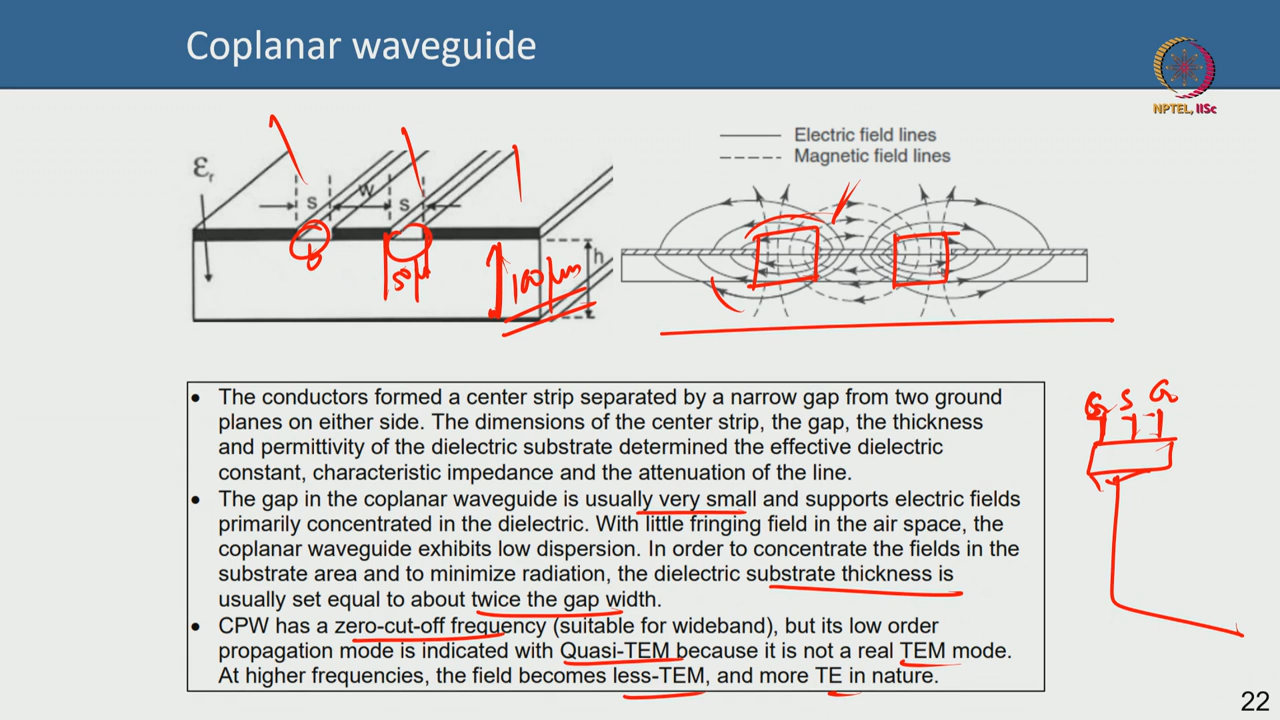 Coplanar waveguide
NPTEL, IISc
Electric field lines
Magnetic field lines
εr
s
W
s
h
5μ
100μm
G S G
• The conductors formed a center strip separated by a narrow gap from two ground
planes on either side. The dimensions of the center strip, the gap, the thickness
and permittivity of the dielectric substrate determined the effective dielectric
constant, characteristic impedance and the attenuation of the line.
• The gap in the coplanar waveguide is usually very small and supports electric fields
primarily concentrated in the dielectric. With little fringing field in the air space, the
coplanar waveguide exhibits low dispersion. In order to concentrate the fields in the
substrate area and to minimize radiation, the dielectric substrate thickness is
usually set equal to about twice the gap width.
• CPW has a zero-cut-off frequency (suitable for wideband), but its low order
propagation mode is indicated with Quasi-TEM because it is not a real TEM mode.
At higher frequencies, the field becomes less-TEM, and more TE in nature.
22